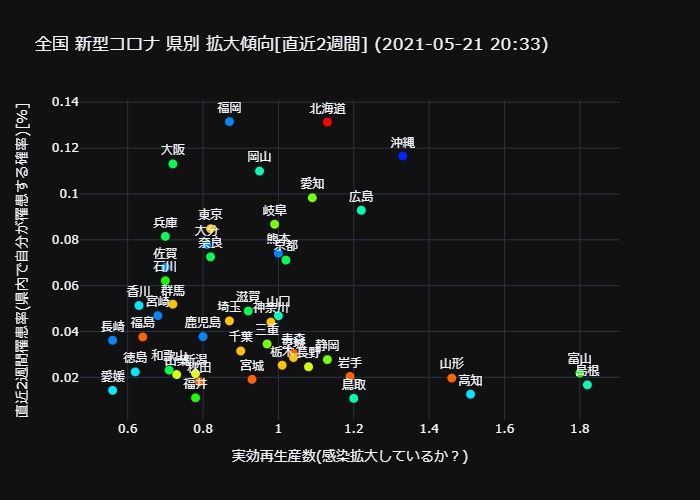 全国 新型コロナ 県別 拡大傾向[直近2週間] (2021-05-21 20:33)
直近2週間罹患率(県内で自分が罹患する確率)[%]
0.14
0.12
0.1
0.08
0.06
0.04
0.02
福岡
北海道
沖縄
大阪
岡山
愛知
広島
東京
岐阜
兵庫
大分
奈良
熊本
京都
佐賀
石川
香川
群馬
宮崎
滋賀
山口
埼玉
神奈川
長崎
福島
鹿児島
三重
千葉
青森
栃木
長野
静岡
徳島
和歌山
新潟
秋田
愛媛
福井
宮城
岩手
鳥取
山形
高知
富山
島根
0.6
0.8
1
1.2
1.4
1.6
1.8
実効再生産数(感染拡大しているか？)